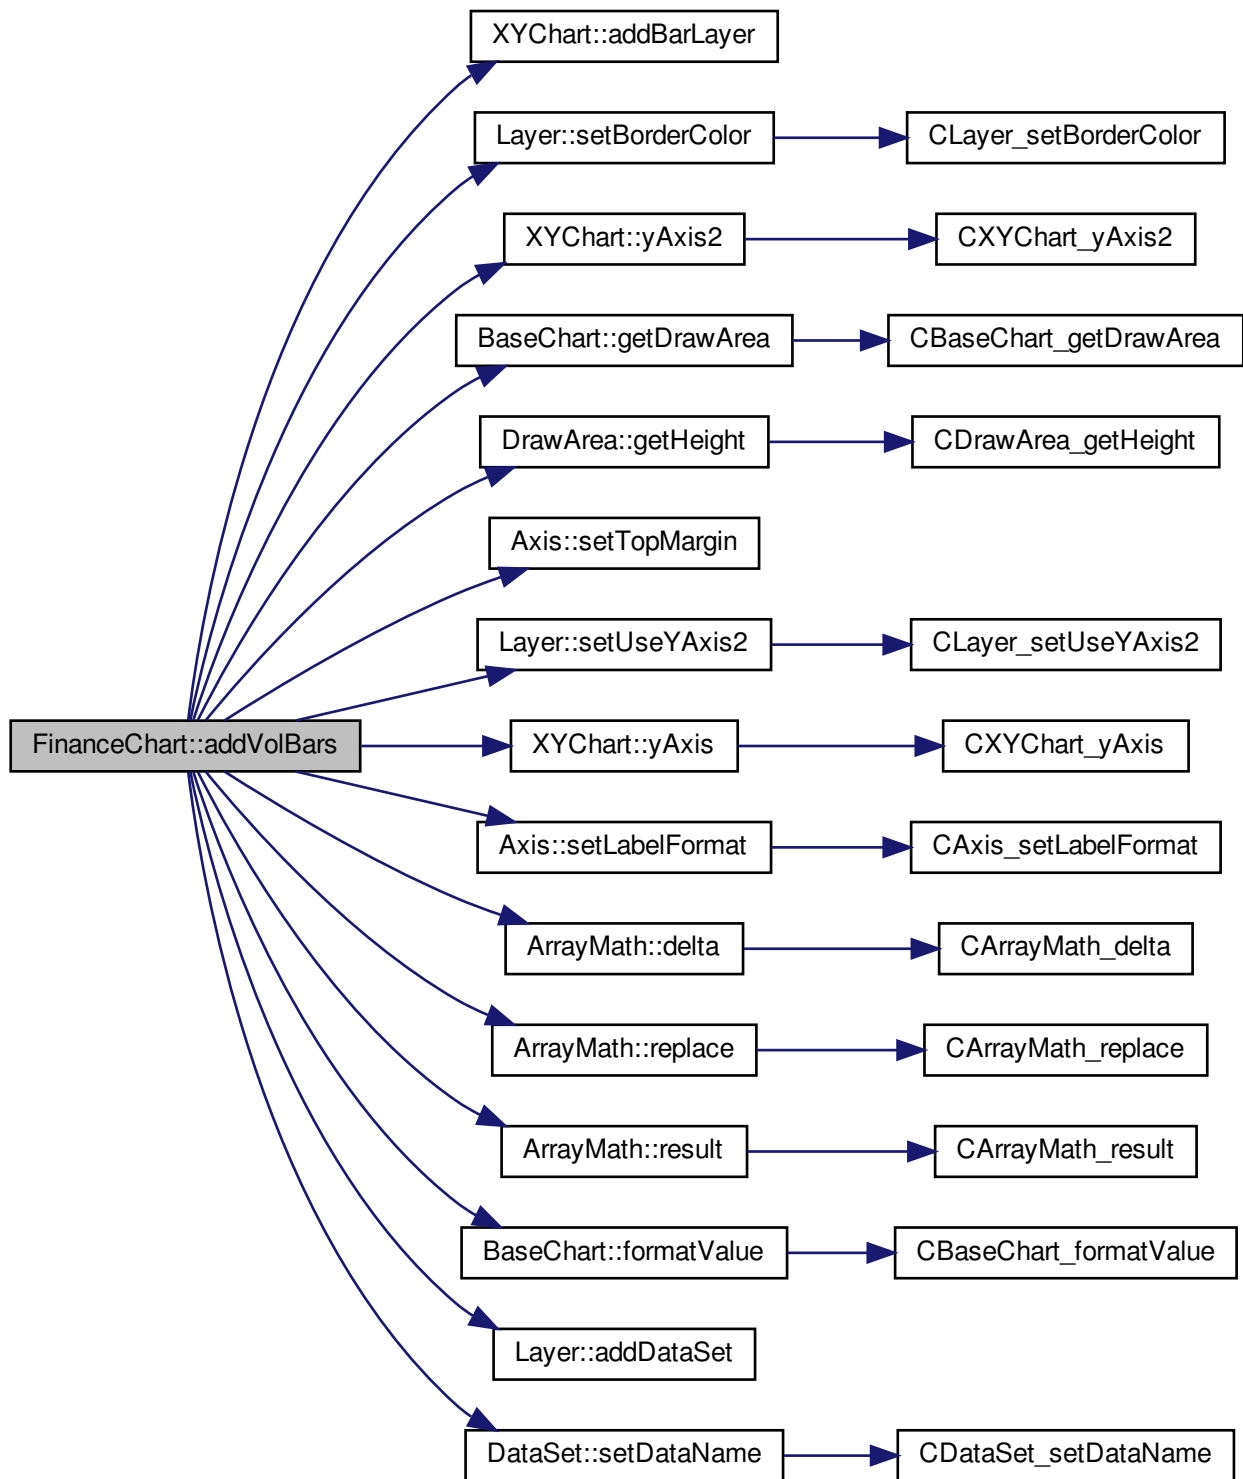 XYChart::addBarLayer
Layer::setBorderColor
CLayer_setBorderColor
XYChart::yAxis2
CXYChart_yAxis2
BaseChart::getDrawArea
CBaseChart_getDrawArea
DrawArea::getHeight
CDrawArea_getHeight
Axis::setTopMargin
Layer::setUseYAxis2
CLayer_setUseYAxis2
FinanceChart::addVolBars
XYChart::yAxis
CXYChart_yAxis
Axis::setLabelFormat
CAxis_setLabelFormat
ArrayMath::delta
CArrayMath_delta
ArrayMath::replace
CArrayMath_replace
ArrayMath::result
CArrayMath_result
BaseChart::formatValue
CBaseChart_formatValue
Layer::addDataSet
DataSet::setDataName
CDataSet_setDataName